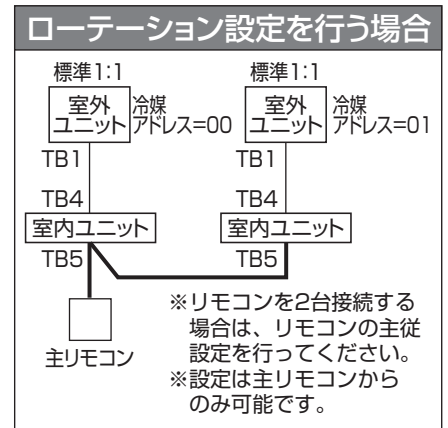 ローテーション設定を行う場合
標準1:1 標準1:1
室外
ユニット
冷媒
アドレス=00
室外
ユニット
冷媒
アドレス=01
TB1 TB1
TB4 TB4
室内ユニット 室内ユニット
TB5 TB5
主リモコン
※リモコンを2台接続する
場合は、リモコンの主従
設定を行ってください。
※設定は主リモコンから
のみ可能です。